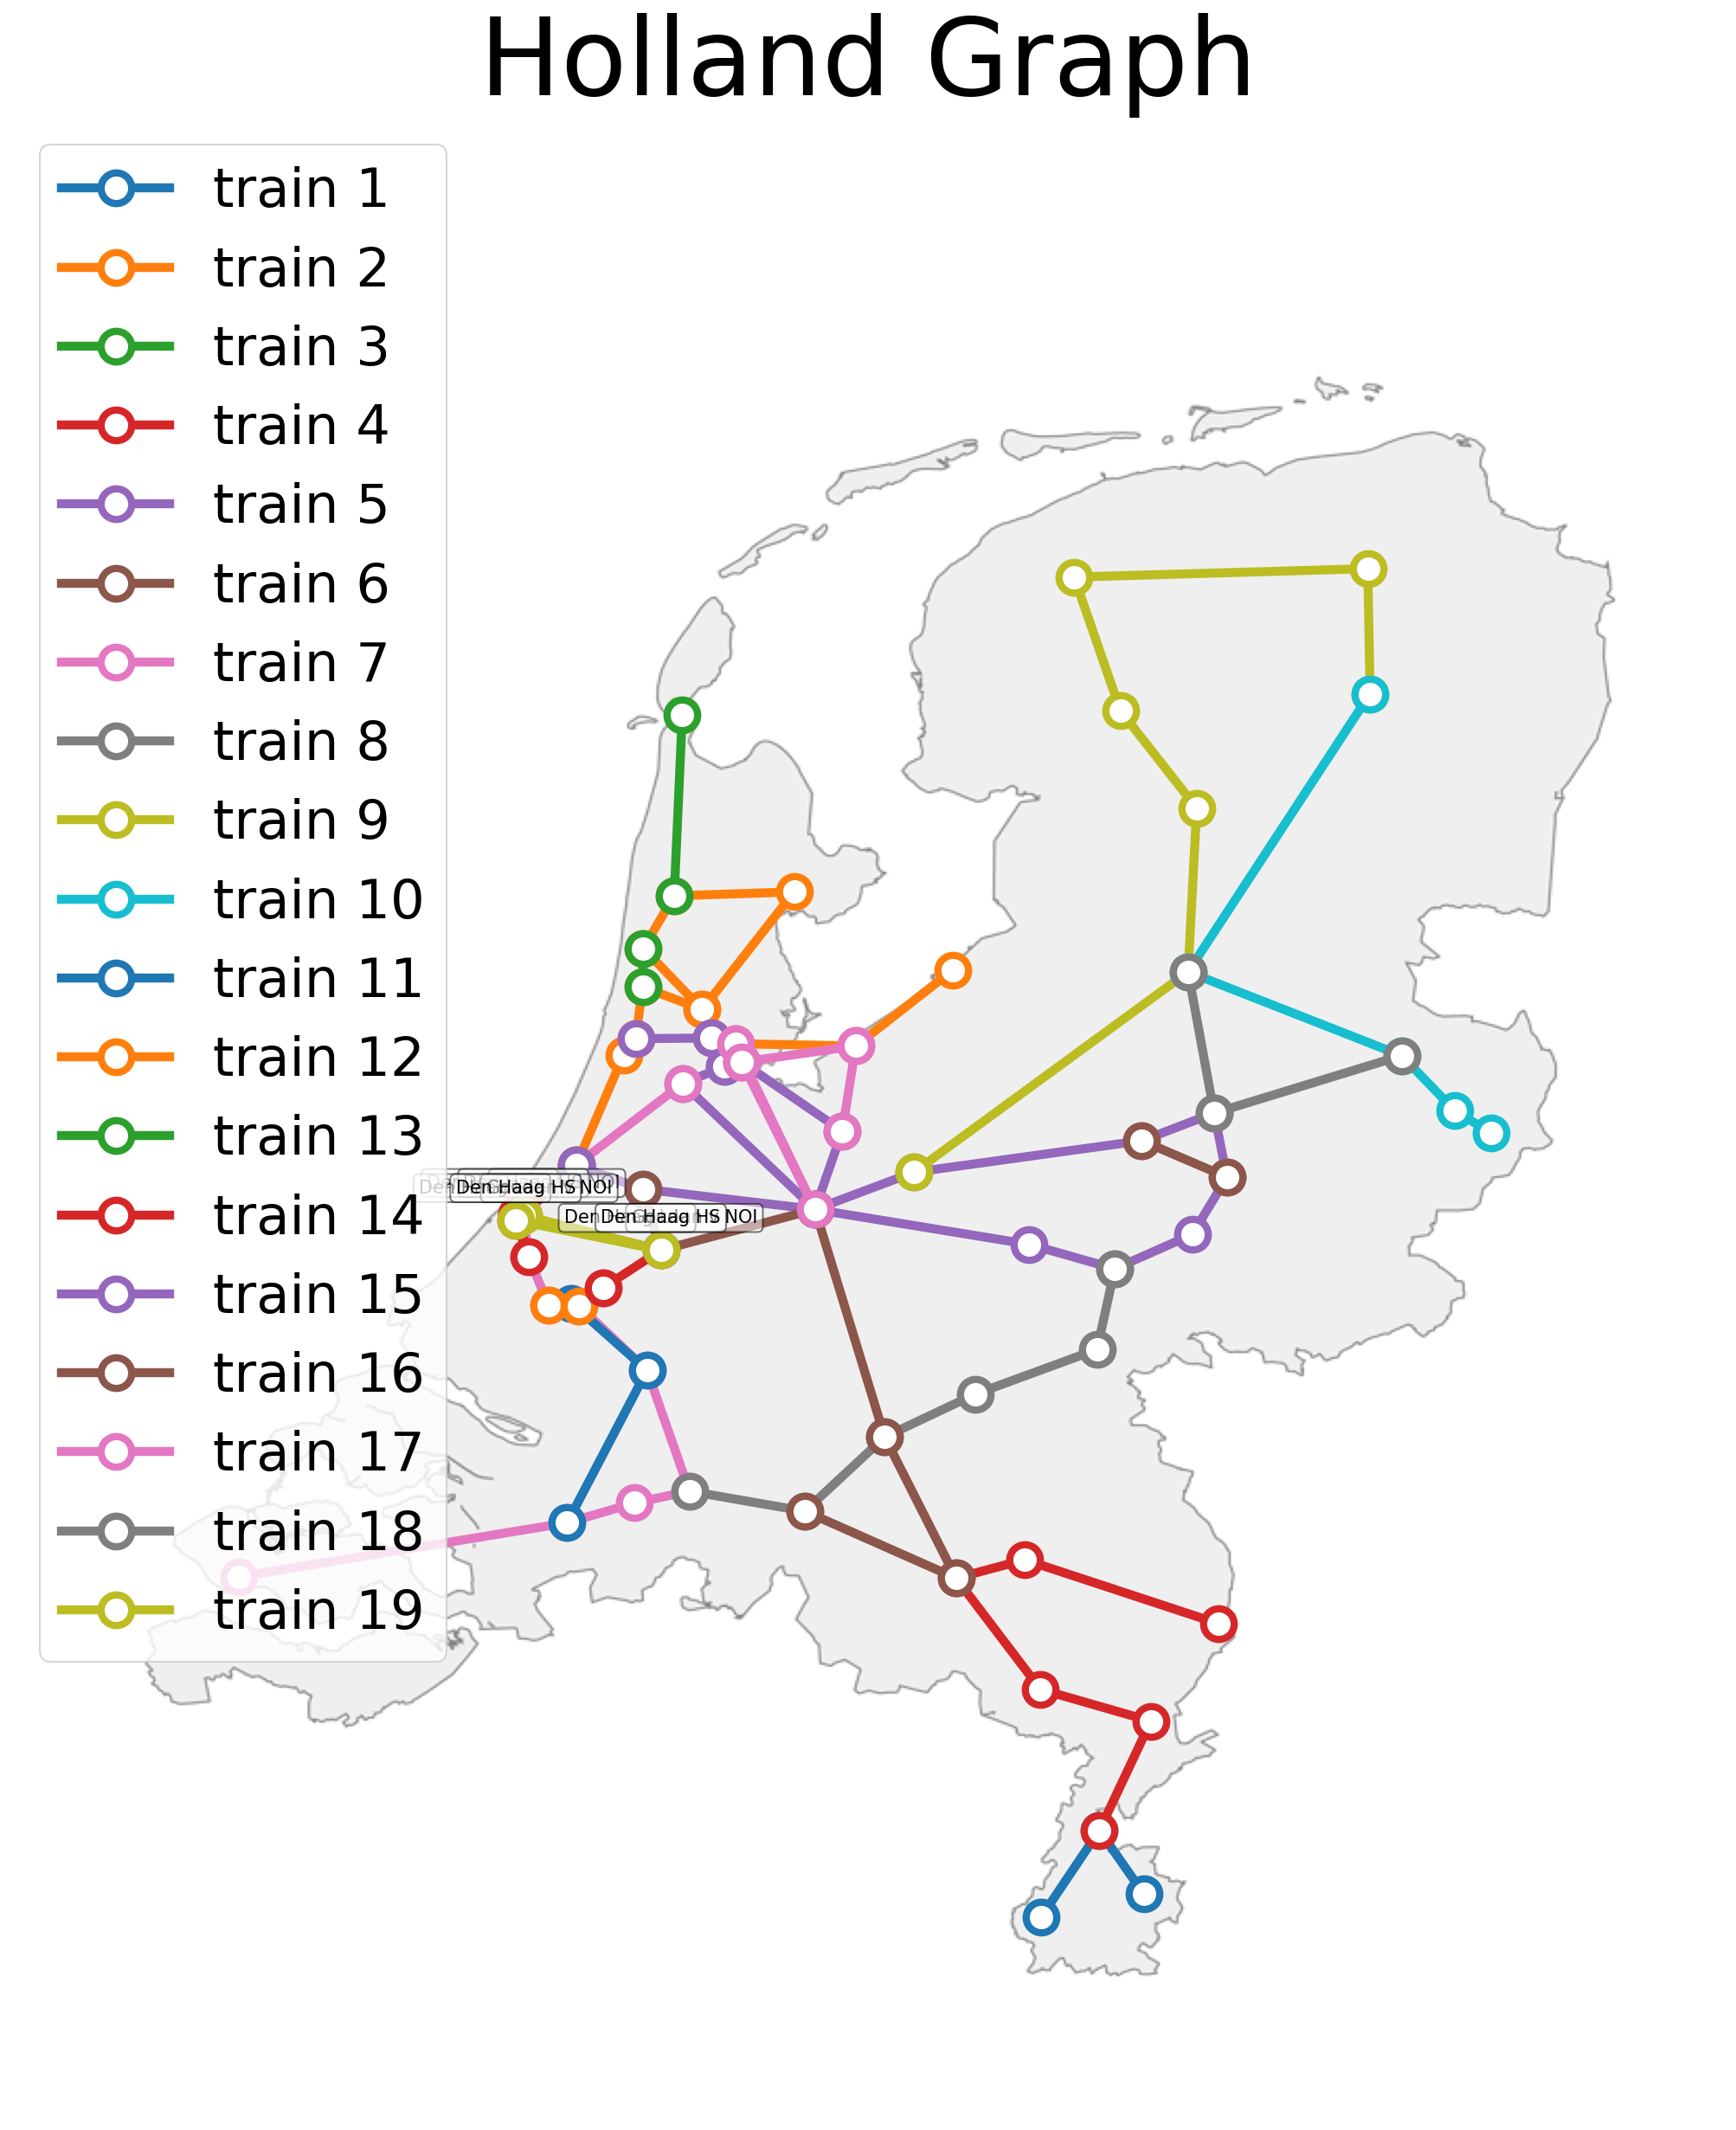 Holland Graph
train 1
train 2
train 3
train 4
train 5
train 6
train 7
train 8
train 9
train 10
train 11
train 12
train 13
train 14
train 15
train 16
train 17
train 18
train 19
Den Haag HS NOI
Den Haag HS NOI